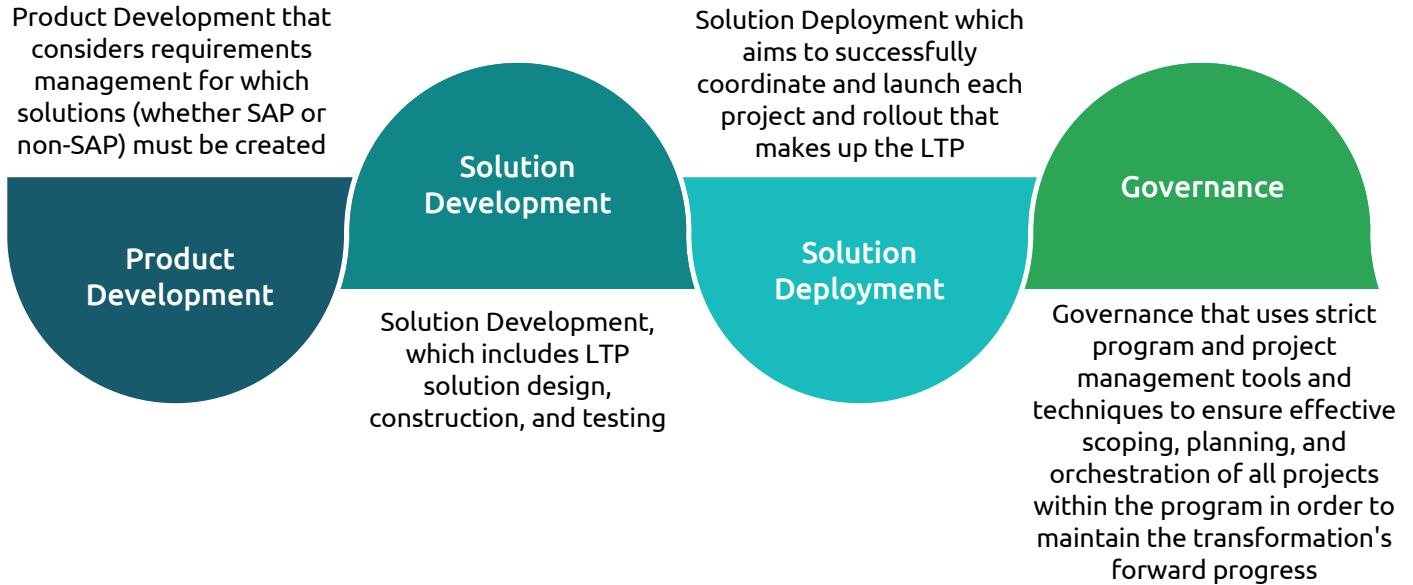 Product Development that
considers requirements
management for which
solutions (whether SAP or
non-SAP) must be created
Product
Development
Solution
Development
Solution Development,
which includes LTP
solution design,
construction, and testing
Solution Deployment which
aims to successfully
coordinate and launch each
project and rollout that
makes up the LTP
Solution
Deployment
Governance
Governance that uses strict
program and project
management tools and
techniques to ensure effective
scoping, planning, and
orchestration of all projects
within the program in order to
maintain the transformation's
forward progress